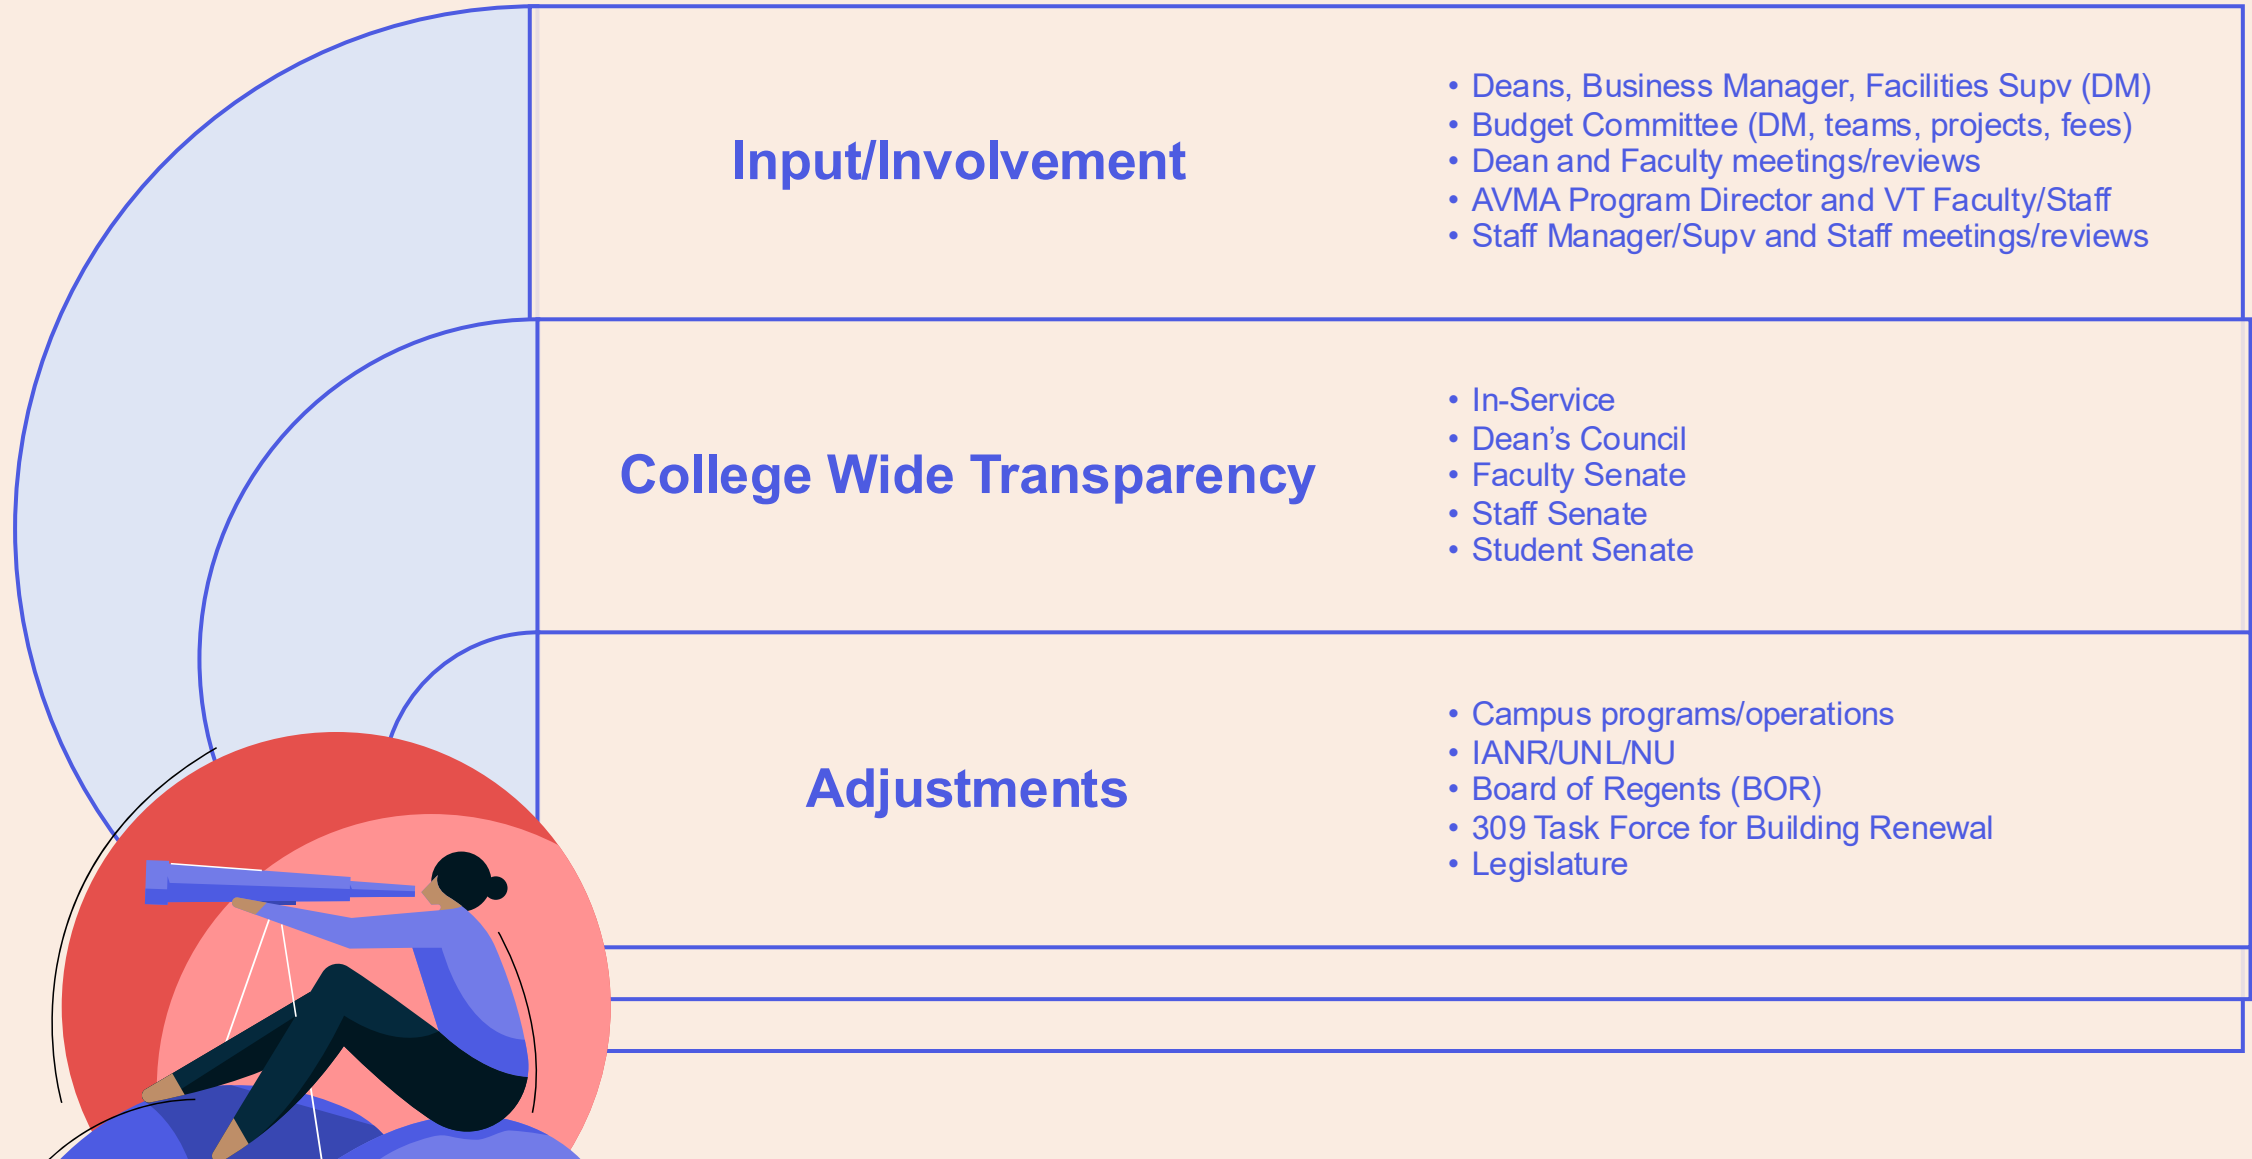 Input/Involvement
• Deans, Business Manager, Facilities Supv (DM)
• Budget Committee (DM, teams, projects, fees)
• Dean and Faculty meetings/reviews
• AVMA Program Director and VT Faculty/Staff
• Staff Manager/Supv and Staff meetings/reviews
College Wide Transparency
• In-Service
• Dean’s Council
• Faculty Senate
• Staff Senate
• Student Senate
Adjustments
• Campus programs/operations
• IANR/UNL/NU
• Board of Regents (BOR)
• 309 Task Force for Building Renewal
• Legislature